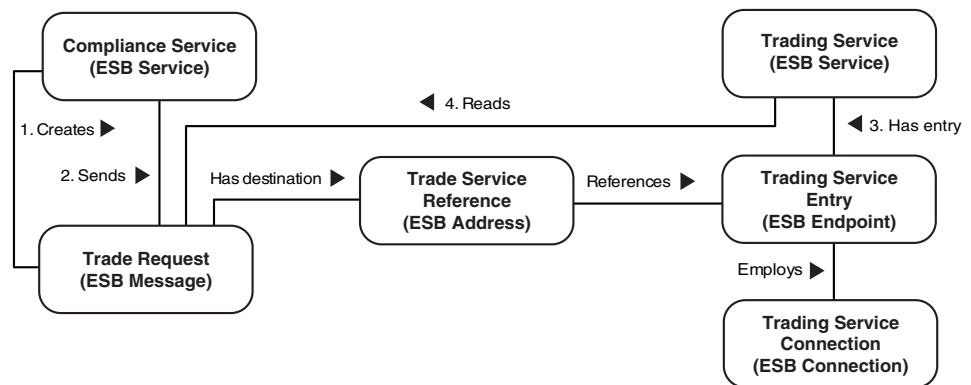 Compliance Service
(ESB Service)
Trading Service
(ESB Service)
4. Reads
1. Creates
3. Has entry
2. Sends
Has destination
Trade Service
Reference
(ESB Address)
References
Trading Service
Entry
(ESB Endpoint)
Trade Request
(ESB Message)
Employs
Trading Service
Connection
(ESB Connection)